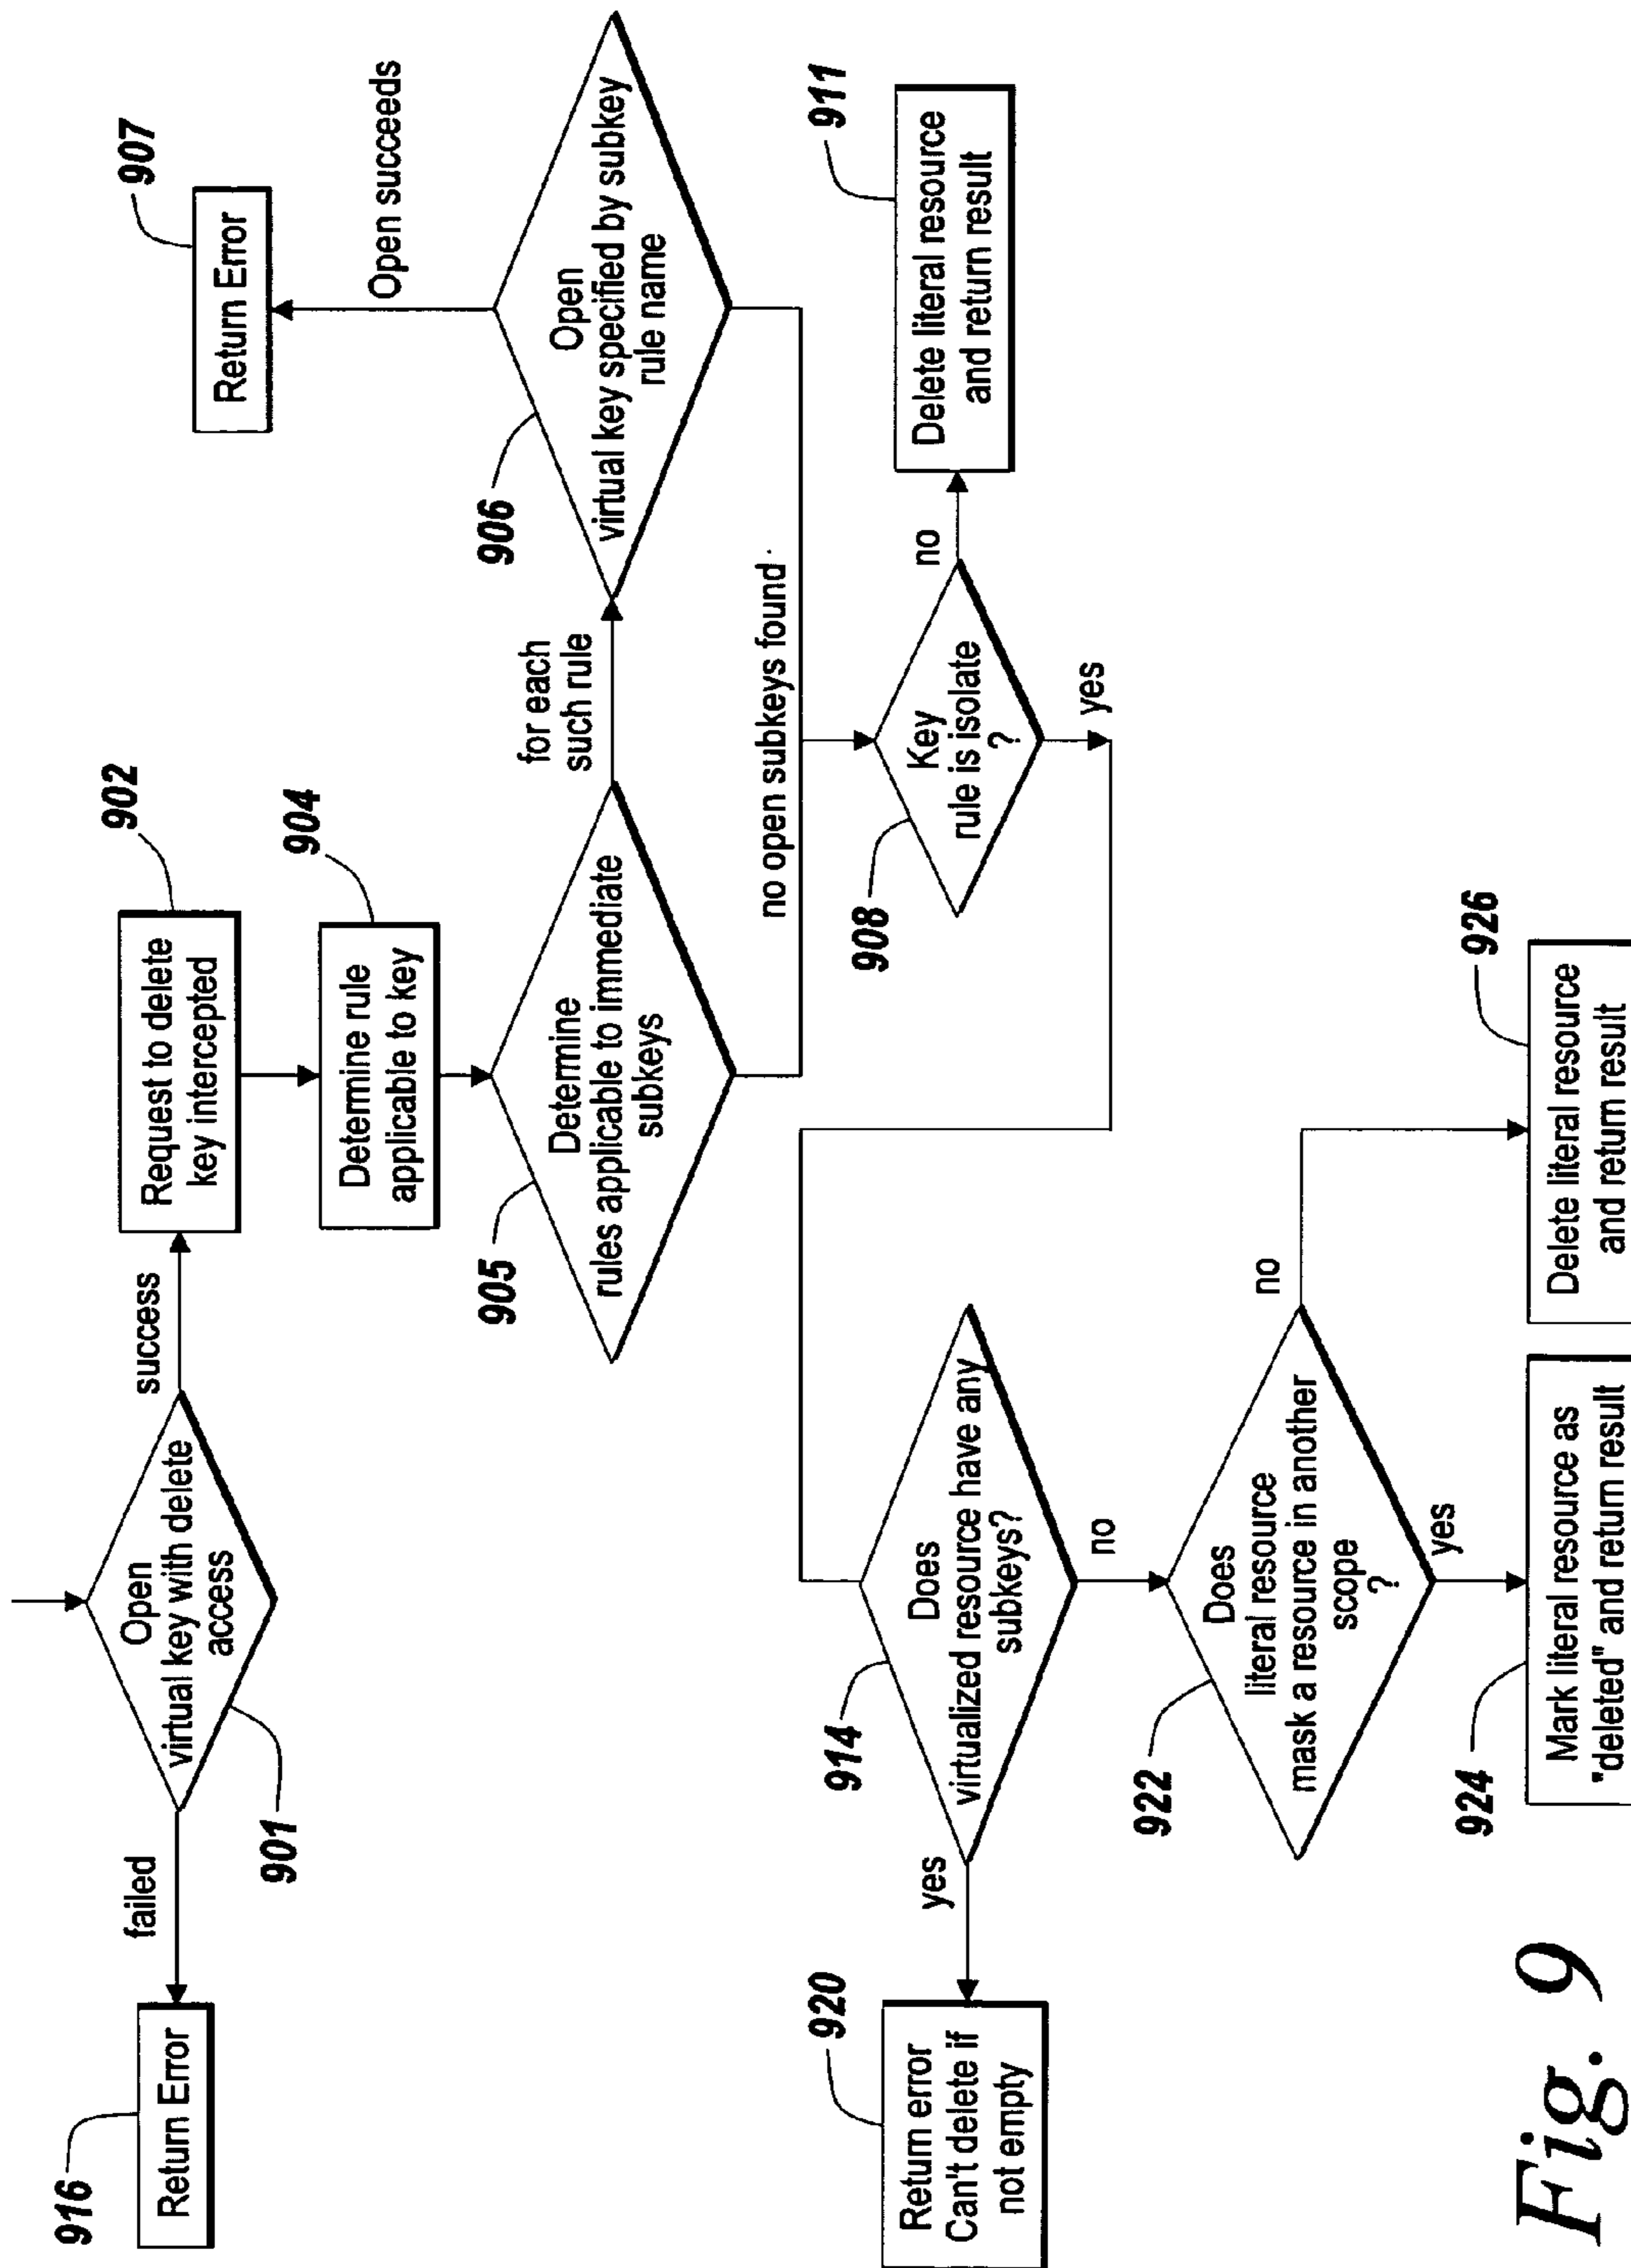 916
Return Error
failed
Open
virtual key with delete
access
901
success
902
Request to delete
key intercepted
904
Determine rule
applicable to key
905
Determine
rules applicable to immediate
subkeys
for each
such rule
906
Open
virtual key specified by subkey
rule name
Open succeeds
907
Return Error
no open subkeys found
908
Key
rule is isolate
?
no
911
Delete literal resource
and return result
yes
914
Does
virtualized resource have any
subkeys?
yes
920
Return error
Can't delete if
not empty
no
922
Does
literal resource
mask a resource in another
scope
?
no
926
Delete literal resource
and return result
yes
924
Mark literal resource as
"deleted" and return result
Fig. 9